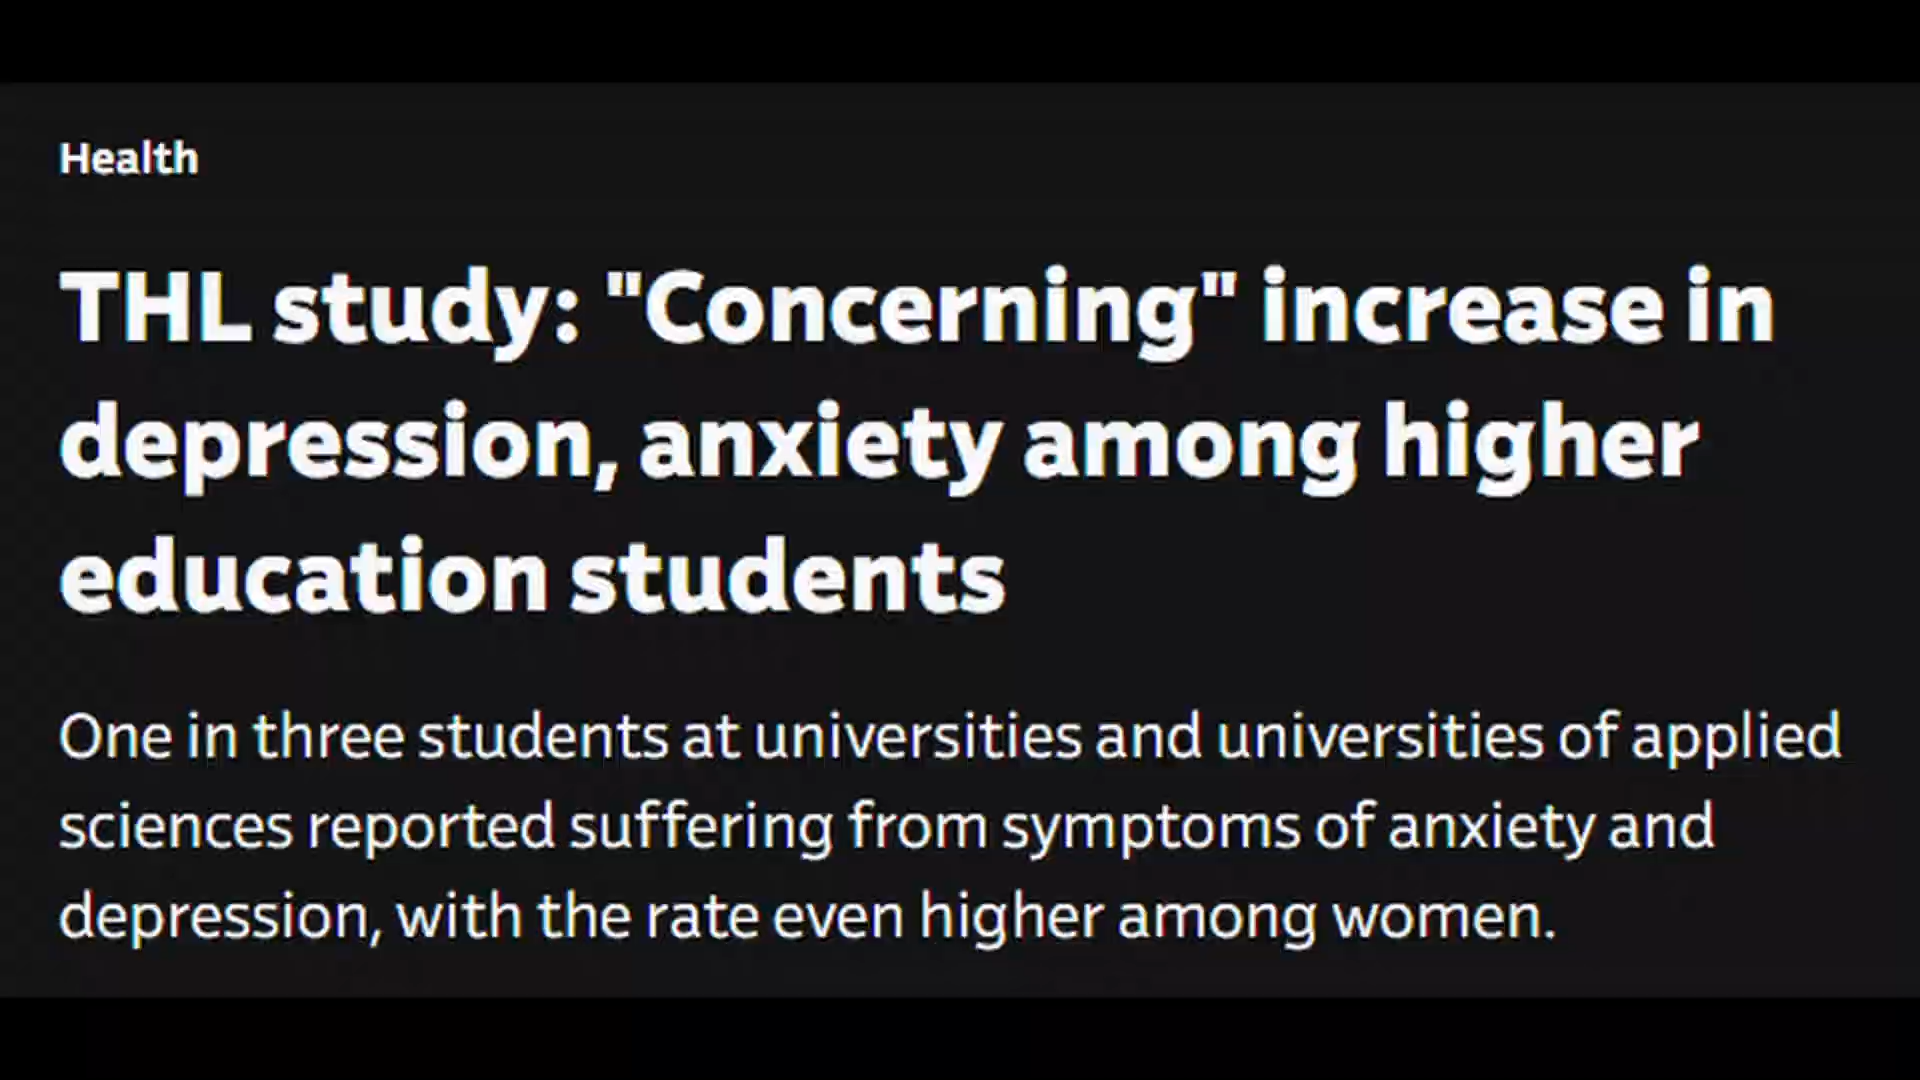 Health
THL study: "Concerning" increase in
depression, anxiety among higher
education students
One in three students at universities and universities of applied
sciences reported suffering from symptoms of anxiety and
depression, with the rate even higher among women.